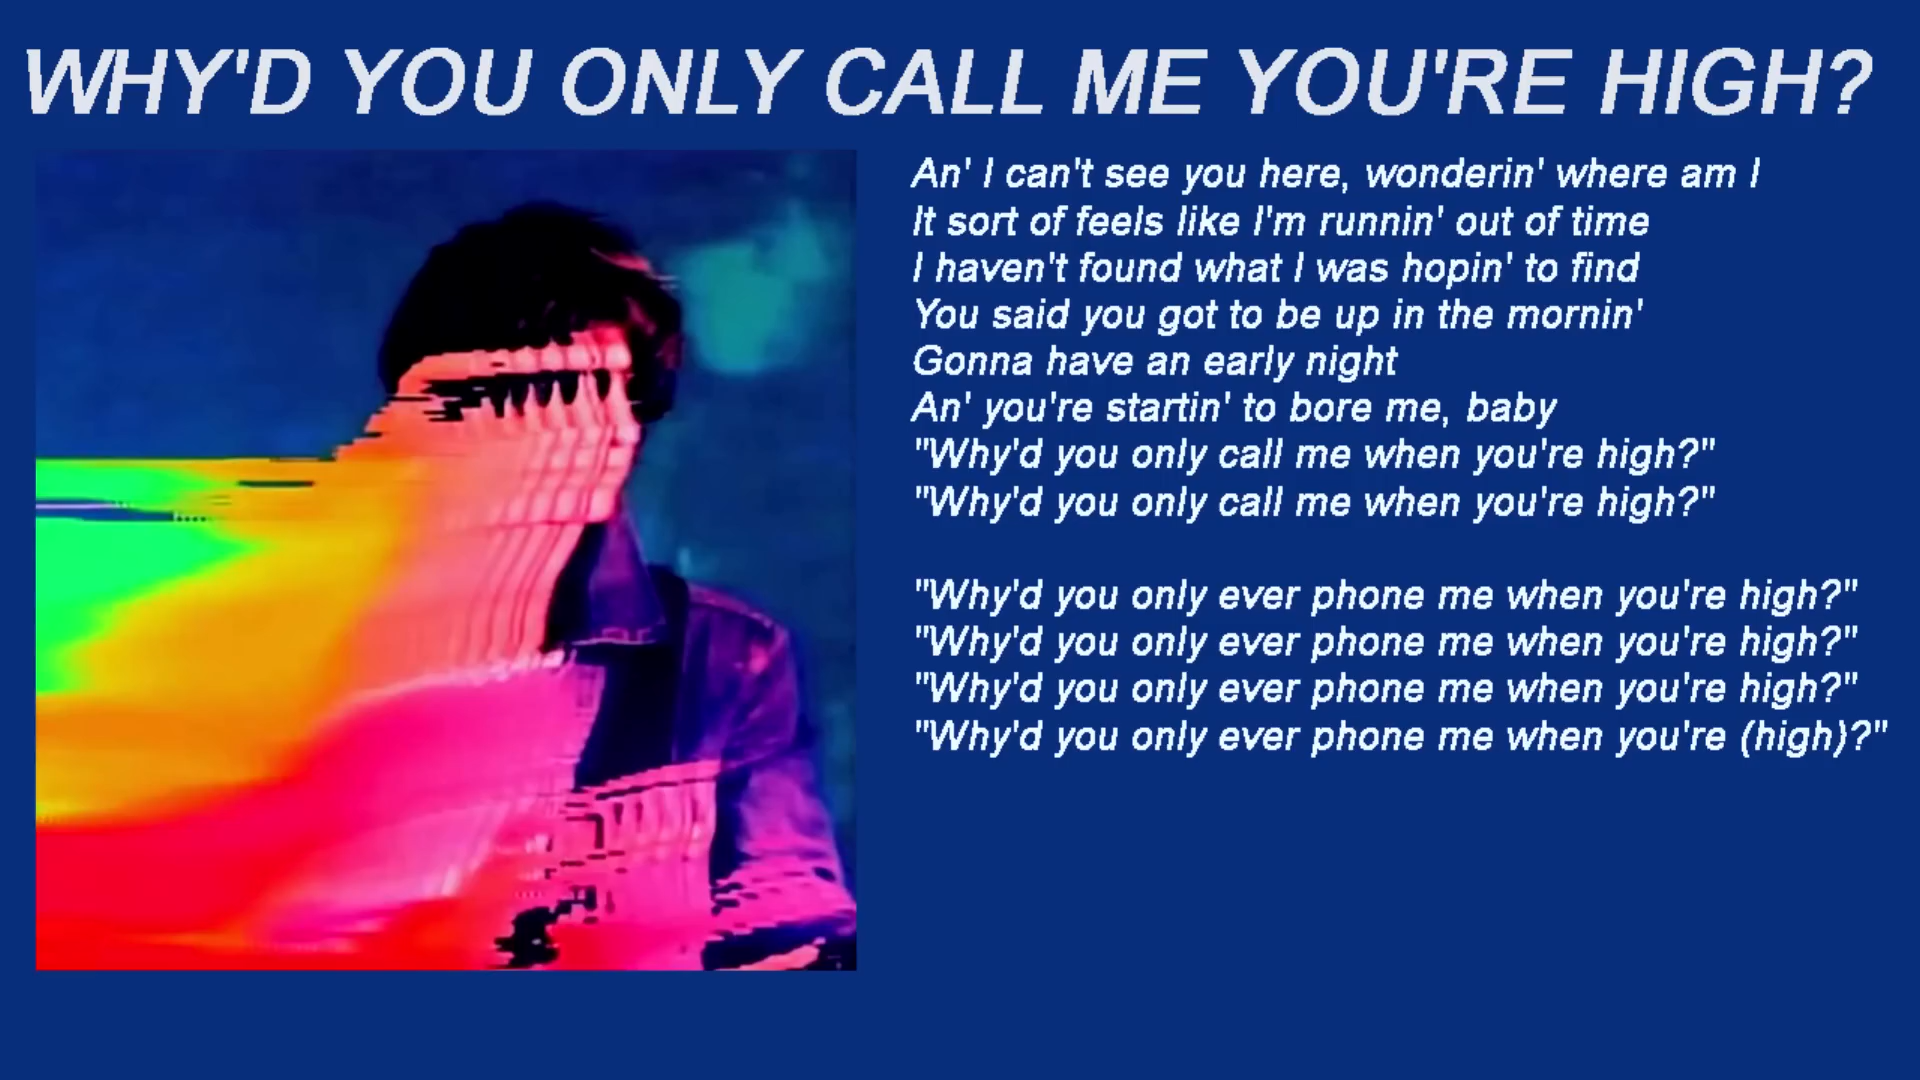 WHY'D YOU ONLY CALL ME YOU'RE HIGH?
An' I can't see you here, wonderin' where am I
It sort of feels like I'm runnin' out of time
I haven't found what I was hopin' to find
You said you got to be up in the mornin'
Gonna have an early night
An' you're startin' to bore me, baby
"Why'd you only call me when you're high?"
"Why'd you only call me when you're high?"
"Why'd you only ever phone me when you're high?"
"Why'd you only ever phone me when you're high?"
"Why'd you only ever phone me when you're high?"
"Why'd you only ever phone me when you're (high)?"